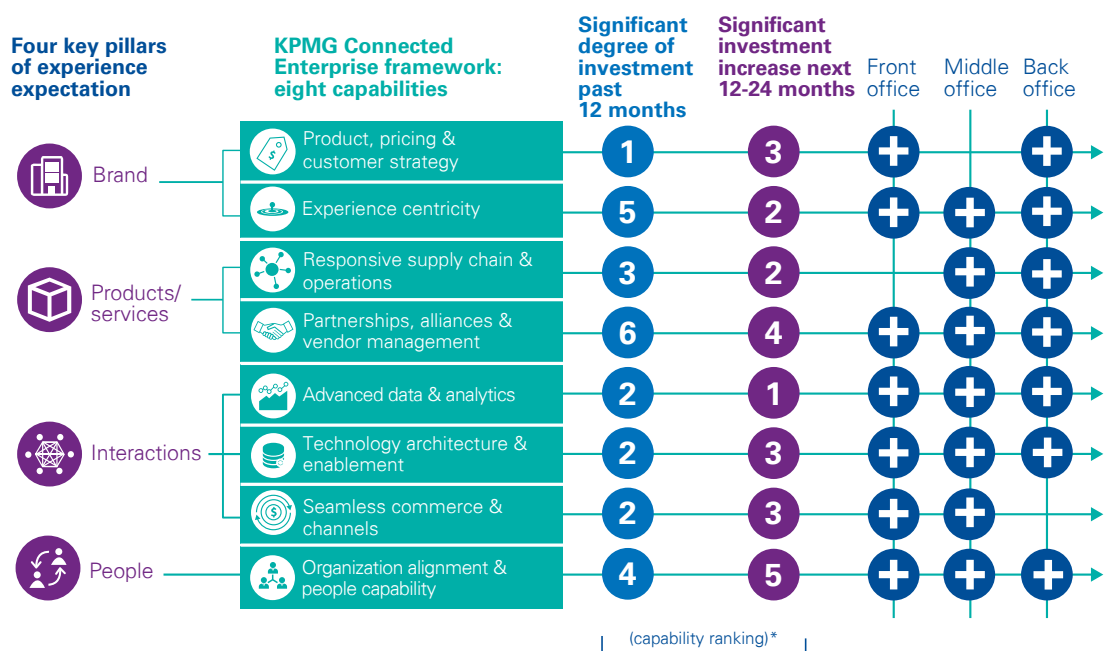 Four key pillars
of experience
expectation
KPMG Connected
Enterprise framework:
eight capabilities
Significant
degree of
investment
past
12 months
Significant
investment
increase next
12-24 months
Front
office
Middle
office
Back
office
Brand
Product, pricing &
customer strategy
$
1
3
Experience centricity
5
2
Products/
services
Responsive supply chain &
operations
3
2
Partnerships, alliances &
vendor management
6
4
Interactions
Advanced data & analytics
2
1
Technology architecture &
enablement
2
3
Seamless commerce &
channels
$
2
3
People
Organization alignment &
people capability
4
5
(capability ranking)*